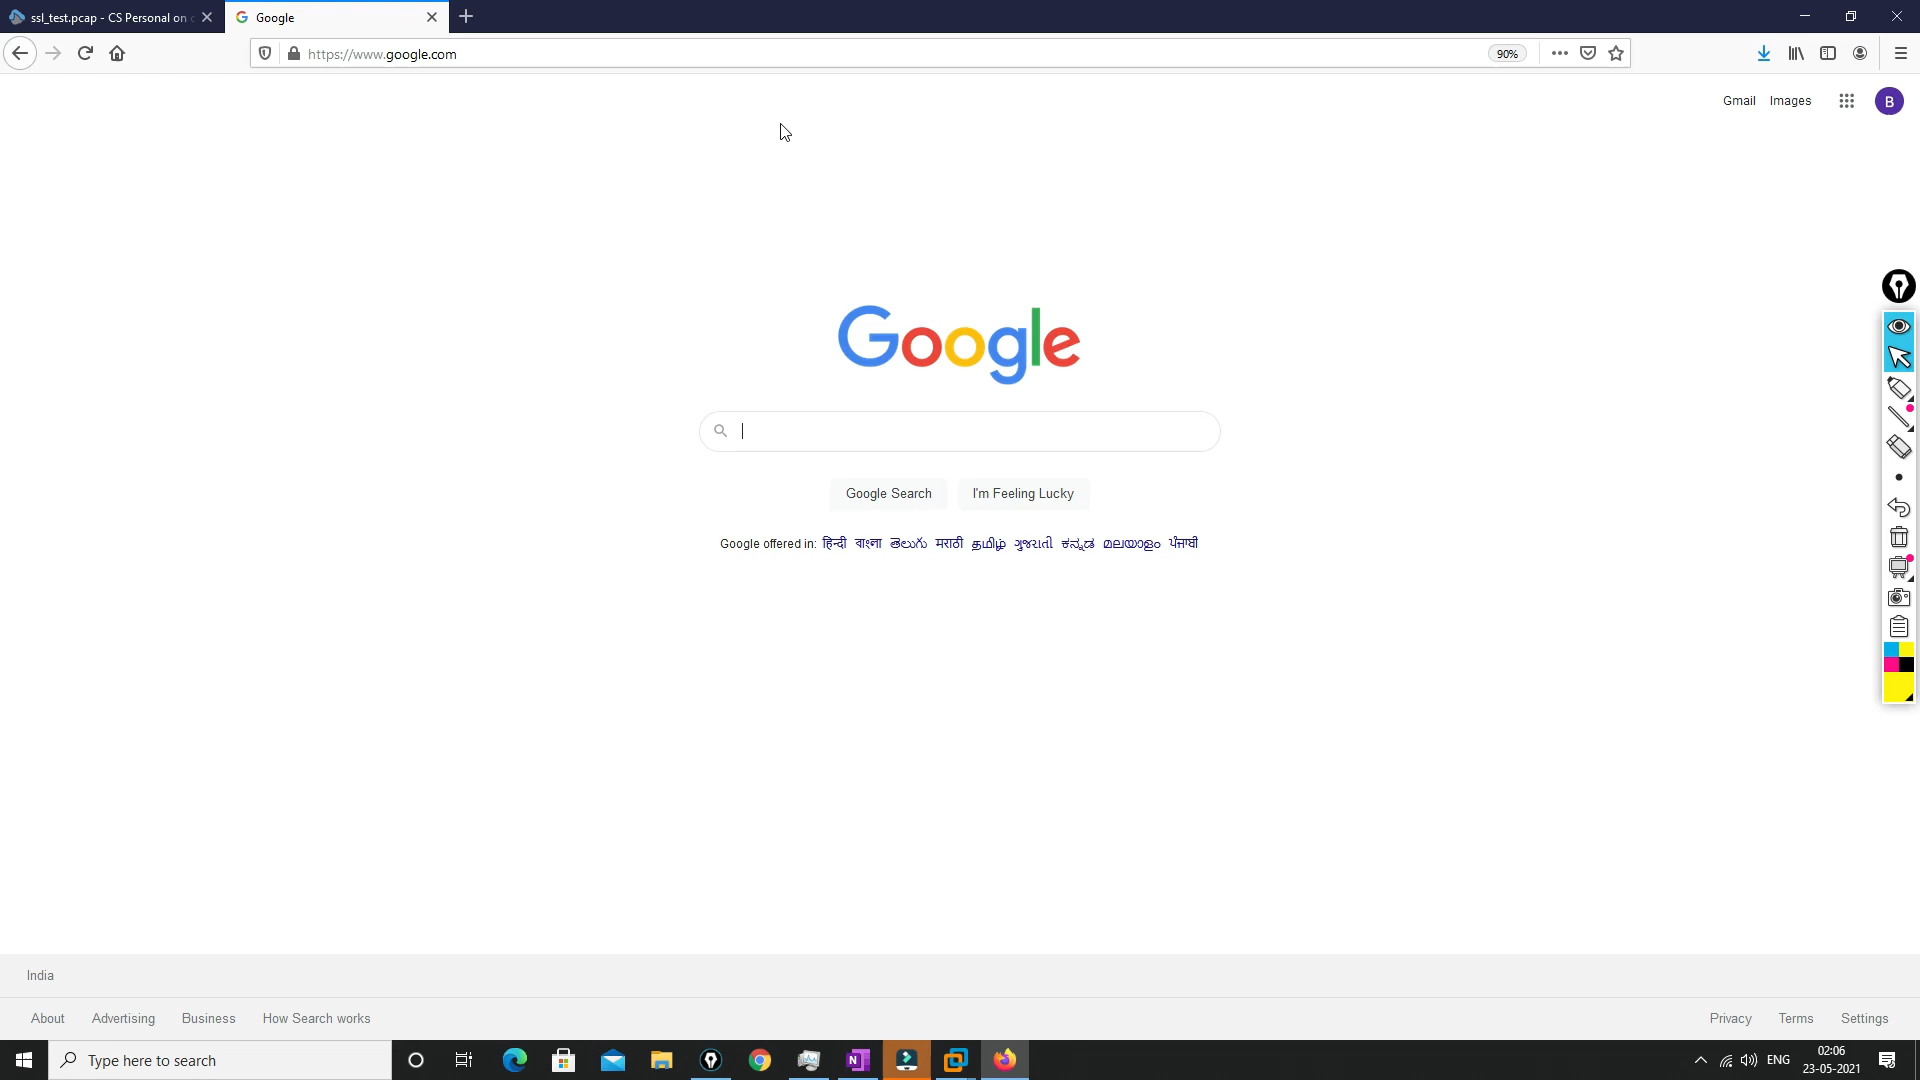 ssl_test.pcap - CS Personal on
Google
https://www.google.com
90%
Gmail Images
B
Google
Google Search I'm Feeling Lucky
Google offered in: हिन्दी বাংলা తెలుగు मराठी தமிழ் ગુજરાતી ಕನ್ನಡ മലയാളം ਪੰਜਾਬੀ
India
About Advertising Business How Search works
Privacy Terms Settings
Type here to search
ENG
02:06
23-05-2021